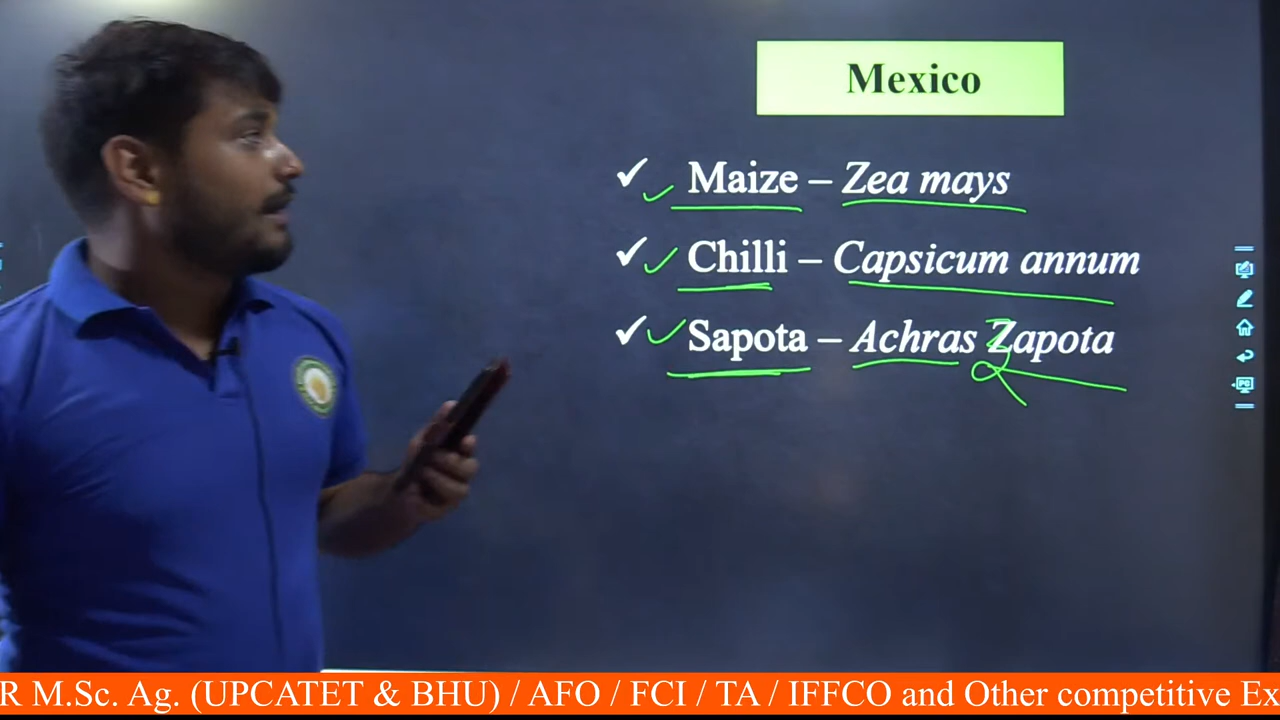 Mexico
✓ Maize – Zea mays
✓ Chilli – Capsicum annum
✓ Sapota – Achras Zapota
R M.Sc. Ag. (UPCATET & BHU) / AFO / FCI / TA / IFFCO and Other competitive Ex